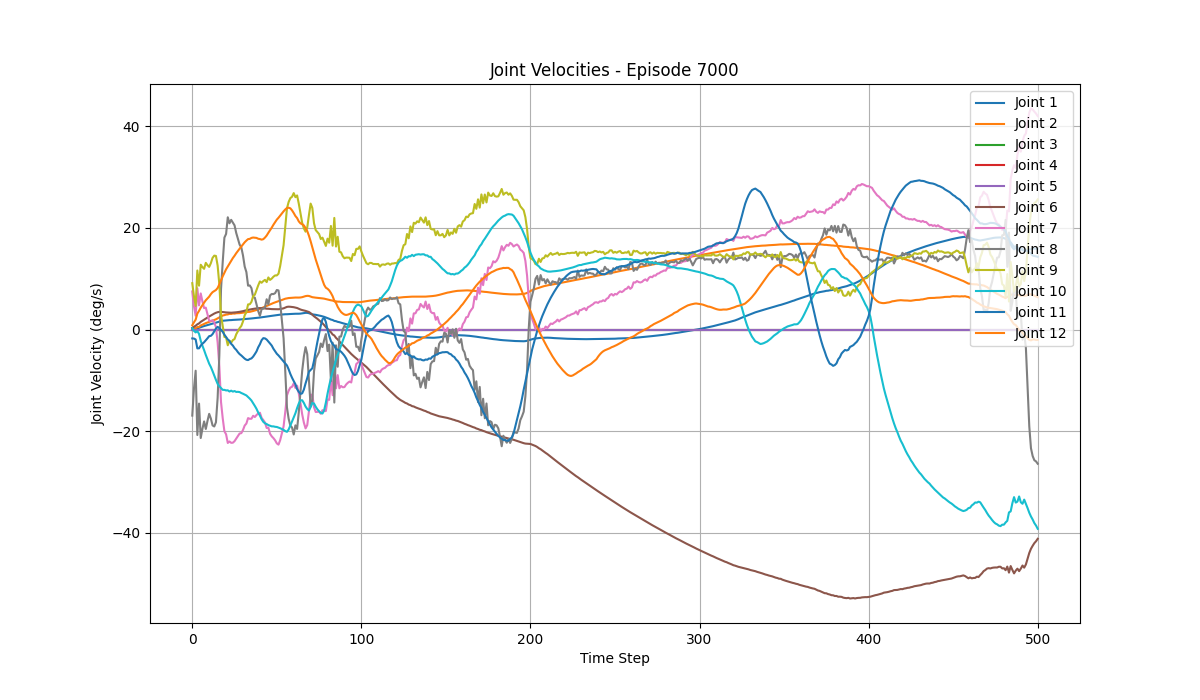 Joint Velocities - Episode 7000
Joint Velocity (deg/s)
40
20
0
−20
−40
0
100
200
300
400
500
Time Step
Joint 1
Joint 2
Joint 3
Joint 4
Joint 5
Joint 6
Joint 7
Joint 8
Joint 9
Joint 10
Joint 11
Joint 12